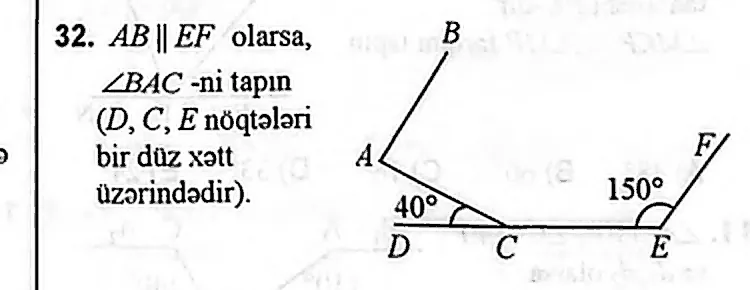 32. AB || EF olarsa,
∠BAC -ni tapın
(D, C, E nöqtələri
bir düz xətt
üzərindədir).
B
A
F
40°
150°
D
C
E